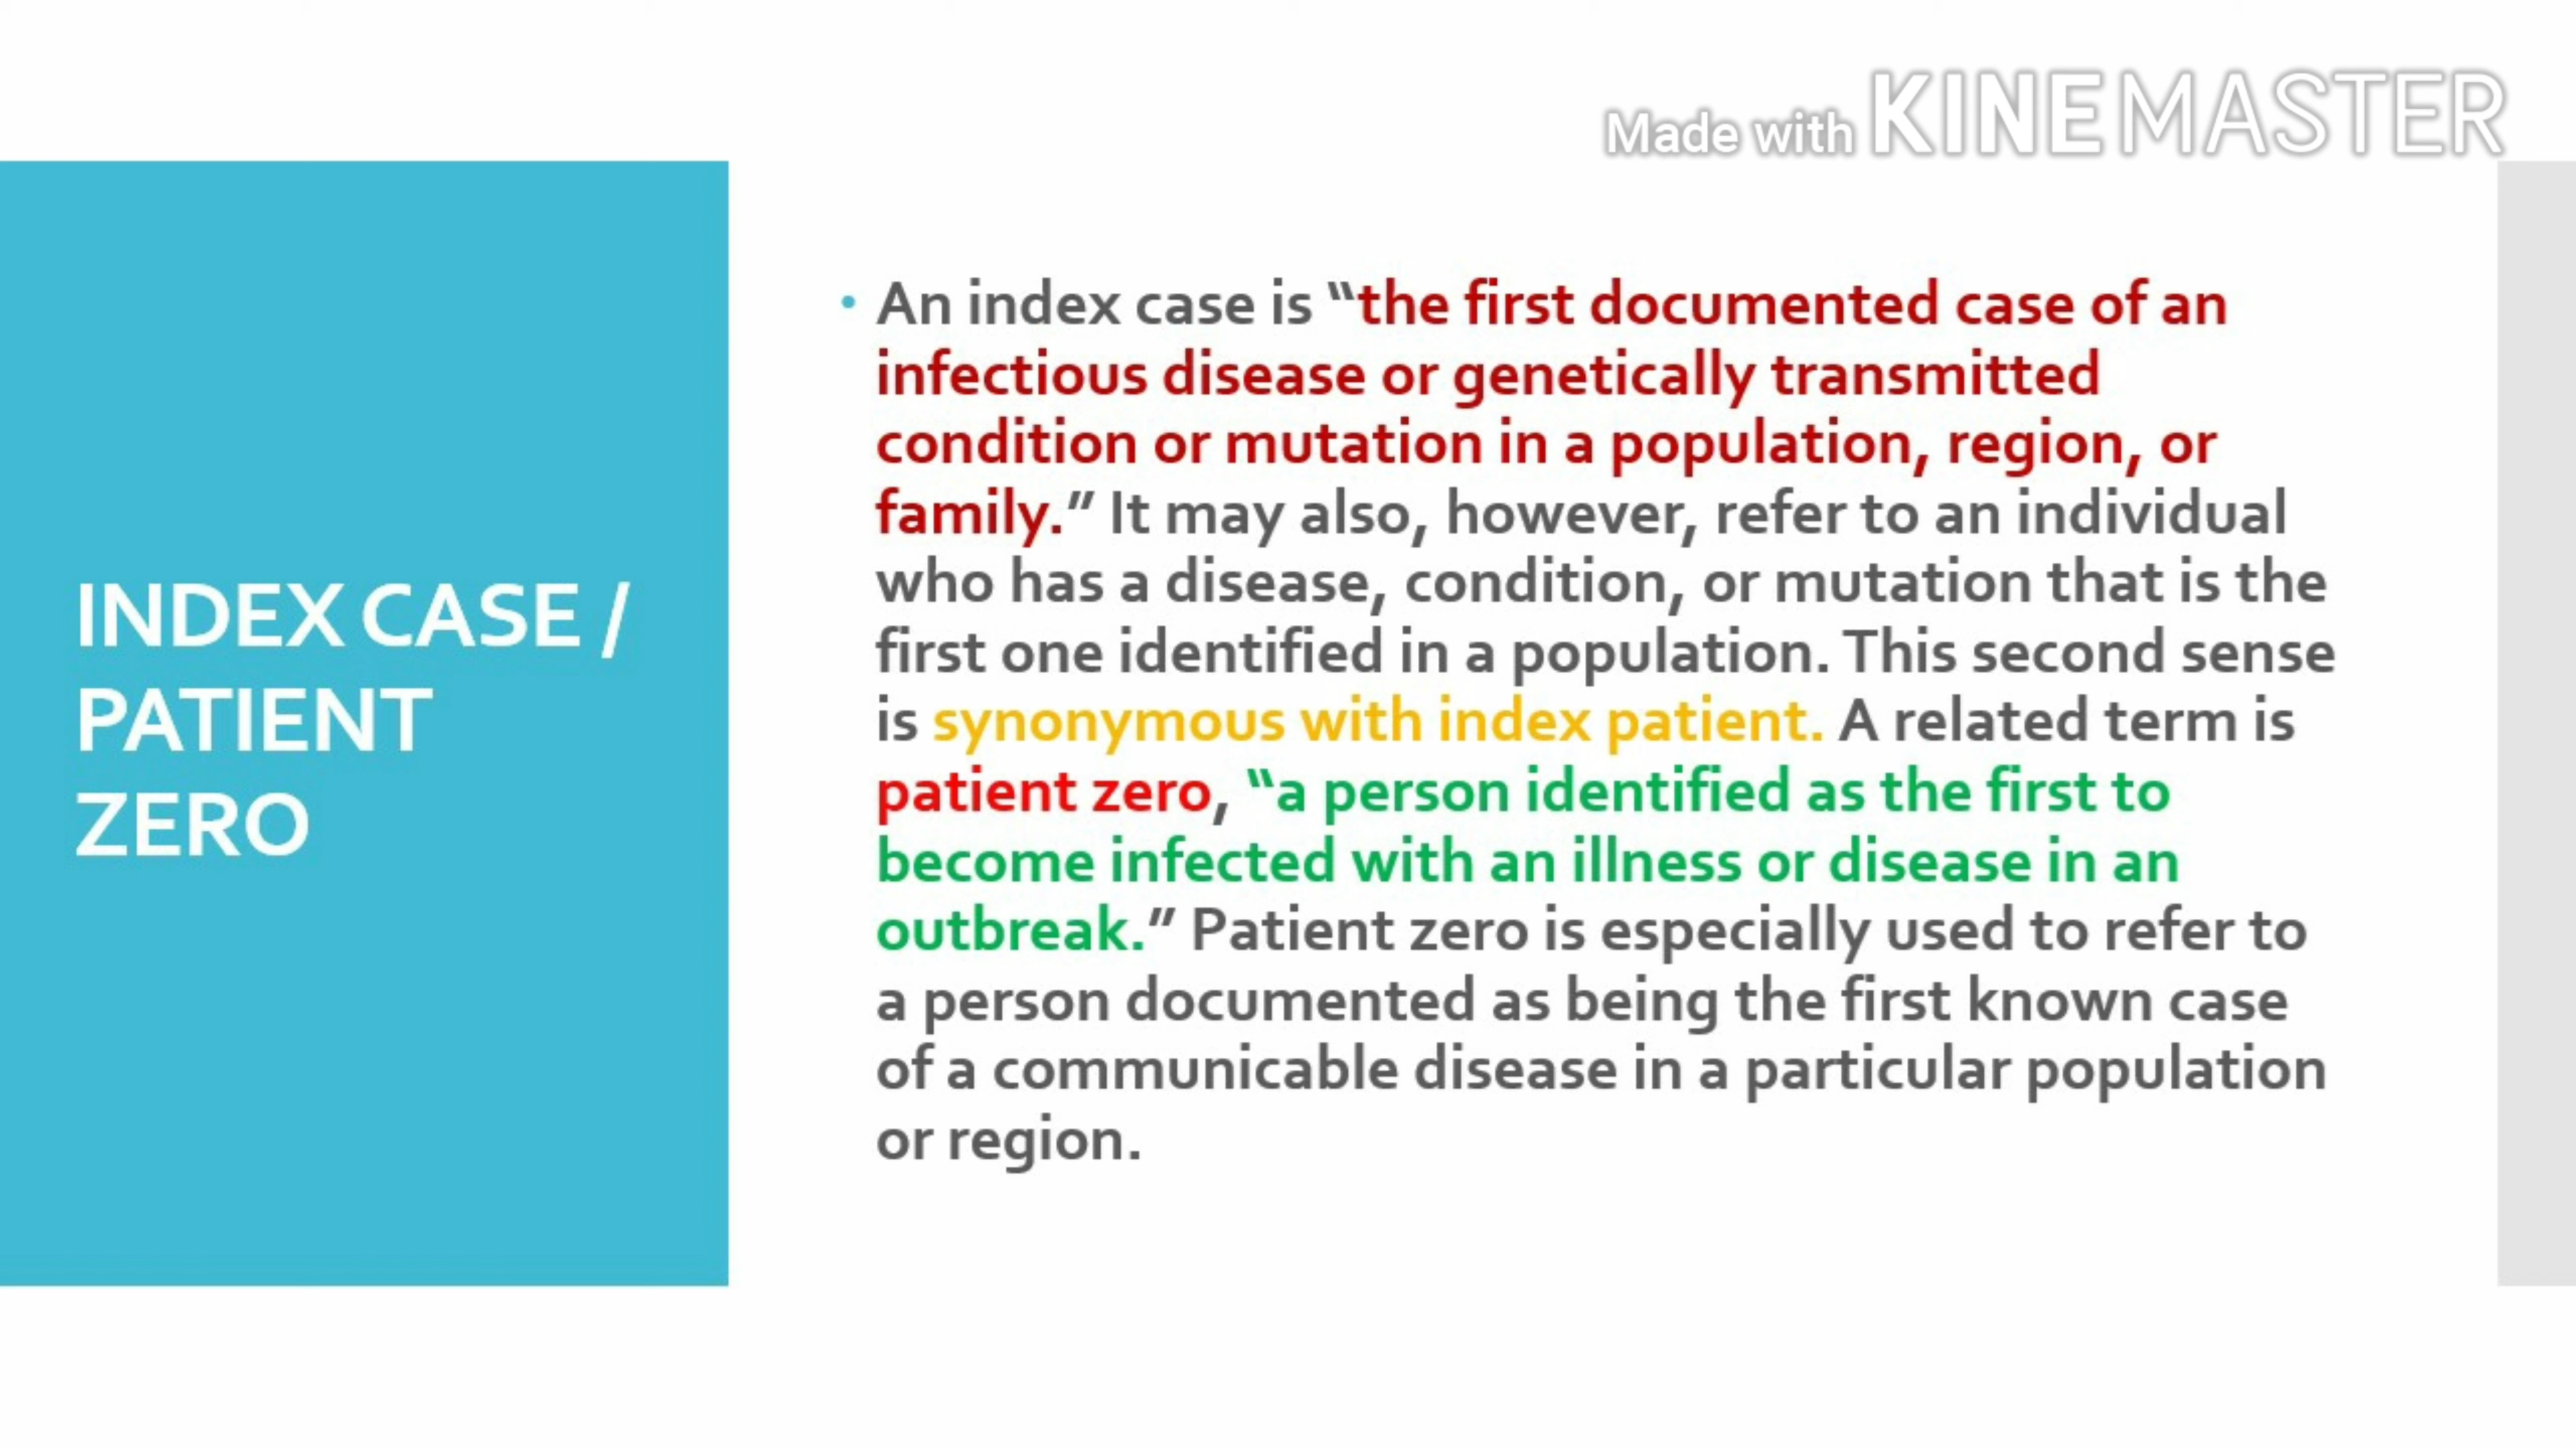 Made with KINEMASTER
INDEX CASE /
PATIENT
ZERO
• An index case is “the first documented case of an
infectious disease or genetically transmitted
condition or mutation in a population, region, or
family.” It may also, however, refer to an individual
who has a disease, condition, or mutation that is the
first one identified in a population. This second sense
is synonymous with index patient. A related term is
patient zero, “a person identified as the first to
become infected with an illness or disease in an
outbreak.” Patient zero is especially used to refer to
a person documented as being the first known case
of a communicable disease in a particular population
or region.